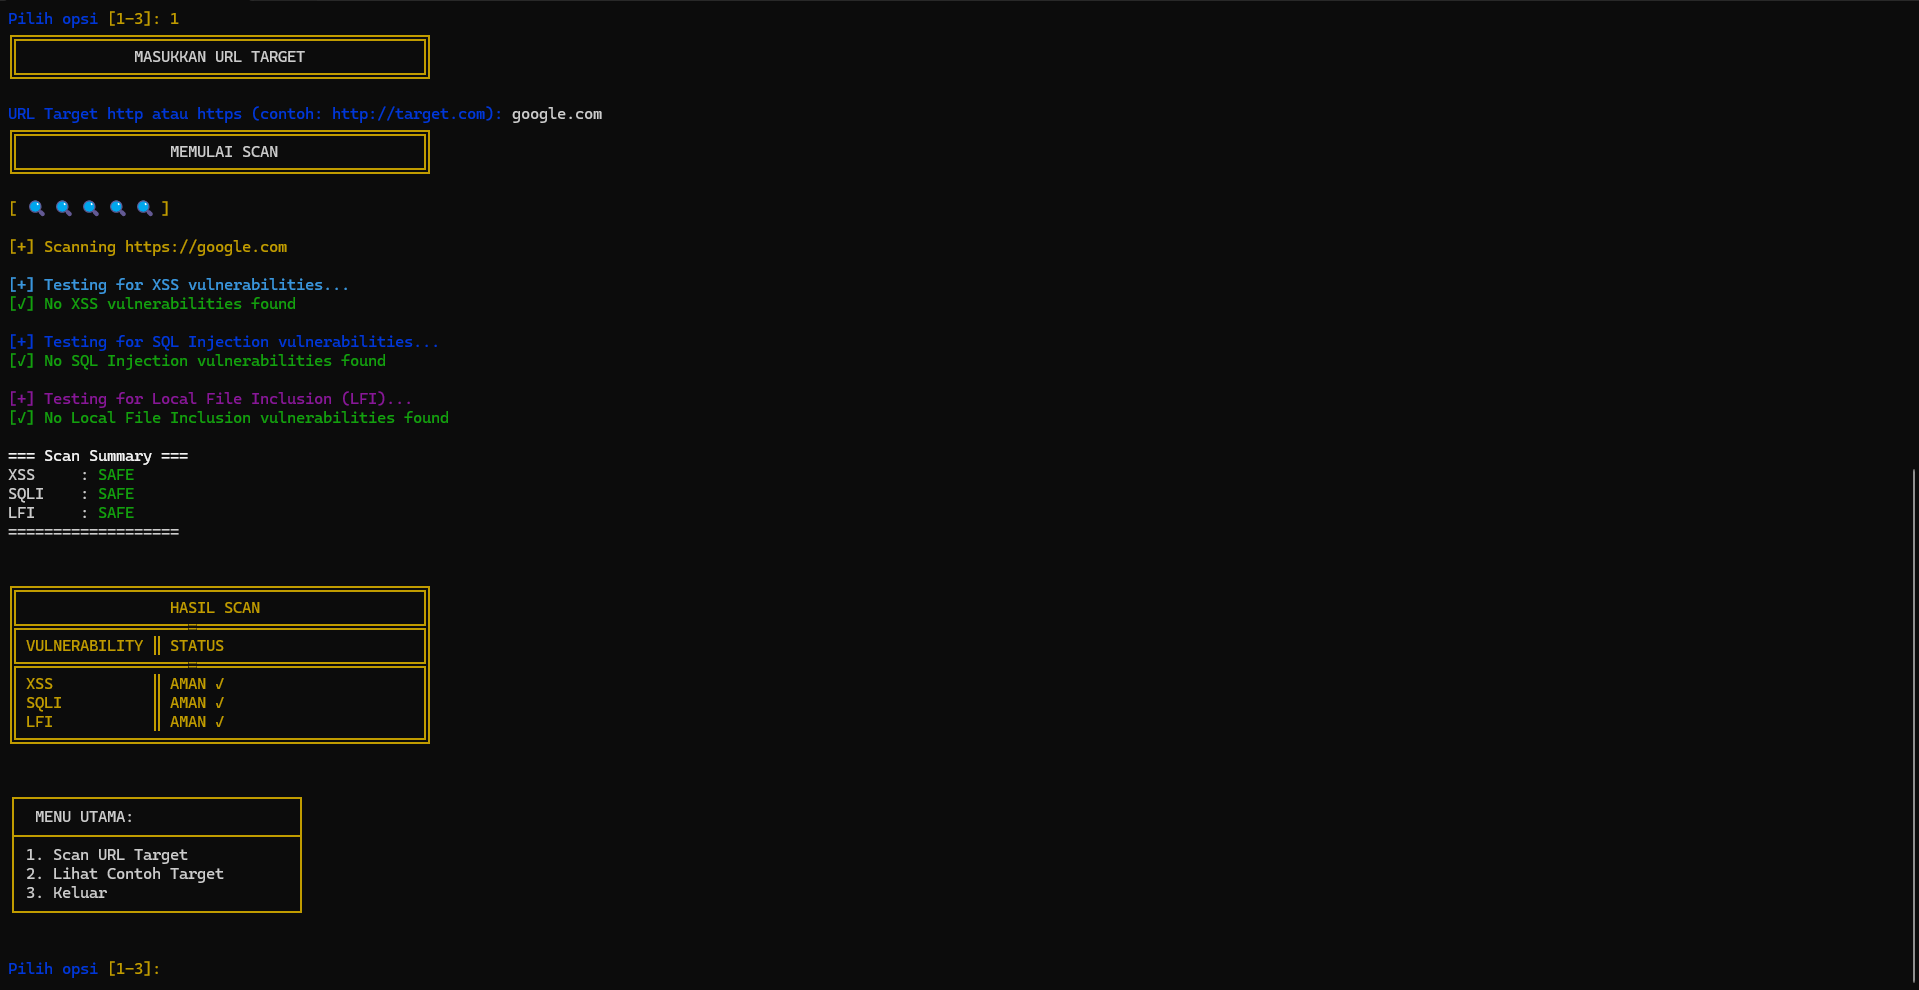 Pilih opsi [1-3]: 1
MASUKKAN URL TARGET
URL Target http atau https (contoh: http://target.com): google.com
MEMULAI SCAN
[ 🔍 🔍 🔍 🔍 🔍 ]
[+] Scanning https://google.com
[+] Testing for XSS vulnerabilities...
[√] No XSS vulnerabilities found
[+] Testing for SQL Injection vulnerabilities...
[√] No SQL Injection vulnerabilities found
[+] Testing for Local File Inclusion (LFI)...
[√] No Local File Inclusion vulnerabilities found
=== Scan Summary ===
XSS     : SAFE
SQLI    : SAFE
LFI     : SAFE
===================
HASIL SCAN
VULNERABILITY ║ STATUS
XSS ║ AMAN √
SQLI ║ AMAN √
LFI ║ AMAN √
MENU UTAMA:
1. Scan URL Target
2. Lihat Contoh Target
3. Keluar
Pilih opsi [1-3]: